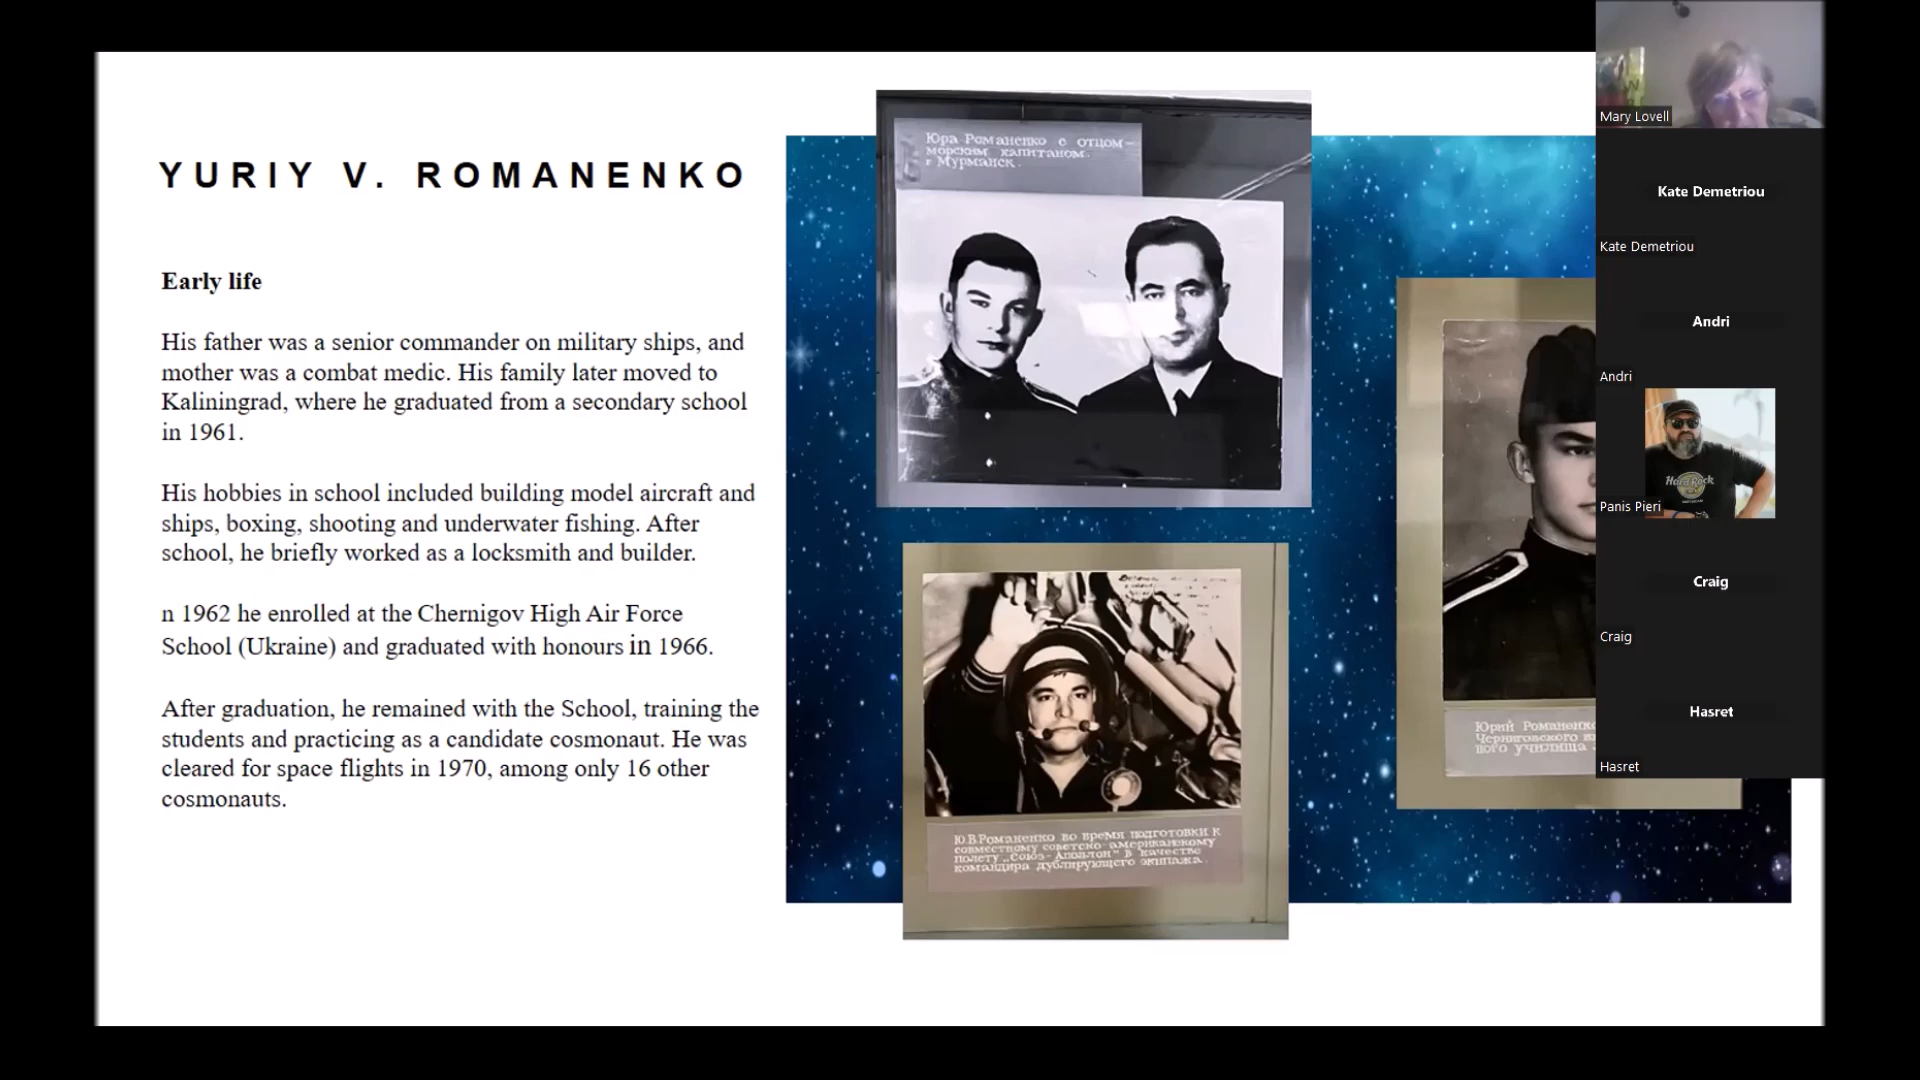 YURIY V. ROMANENKO
Early life
His father was a senior commander on military ships, and
mother was a combat medic. His family later moved to
Kaliningrad, where he graduated from a secondary school
in 1961.
His hobbies in school included building model aircraft and
ships, boxing, shooting and underwater fishing. After
school, he briefly worked as a locksmith and builder.
n 1962 he enrolled at the Chernigov High Air Force
School (Ukraine) and graduated with honours in 1966.
After graduation, he remained with the School, training the
students and practicing as a candidate cosmonaut. He was
cleared for space flights in 1970, among only 16 other
cosmonauts.
Юра Романенко с отцом—
морским капитаном.
г Мурманск.
Ю.В.Романенко во время подготовки к
совместному советско-американскому
полету „Союз-Аполлон" в качестве
командира дублирующего экипажа.
Юрий Романенко
Черниговского
ного училища
Mary Lovell
Kate Demetriou
Kate Demetriou
Andri
Andri
Hard Rock
Panis Pieri
Craig
Craig
Hasret
Hasret